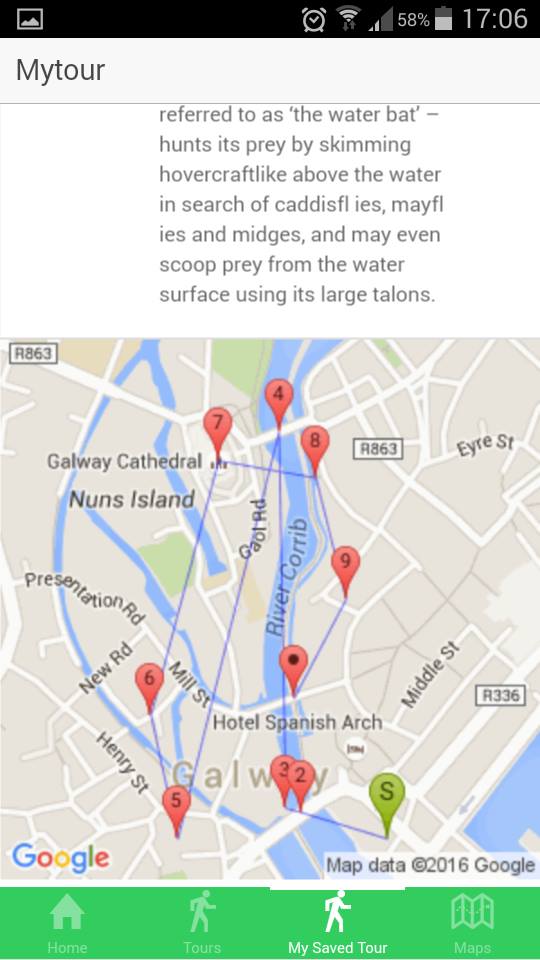 58% 17:06
Mytour
referred to as ‘the water bat’ –
hunts its prey by skimming
hovercraftlike above the water
in search of caddisfl ies, mayfl
ies and midges, and may even
scoop prey from the water
surface using its large talons.
R863
4
7
8
R863
Eyre St
Galway Cathedral
Nuns Island
Gaol Rd
River Corrib
9
Presentation Rd
New Rd
6
Mill St
Middle St
R336
Hotel Spanish Arch
Henry St
Galway
3
2
S
5
Google
Map data ©2016 Google
Home
Tours
My Saved Tour
Maps